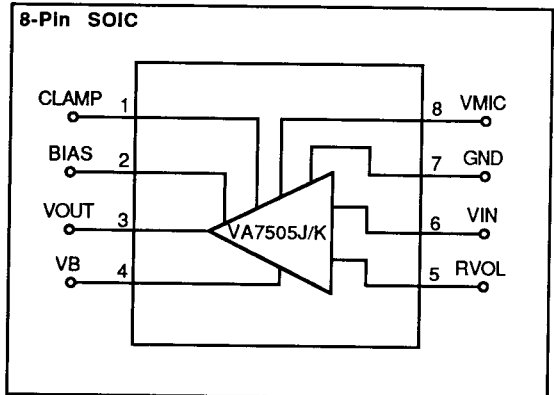 8-Pin SOIC
CLAMP 1
8 VMIC
BIAS 2
7 GND
VOUT 3
VA7505J/K
6 VIN
VB 4
5 RVOL